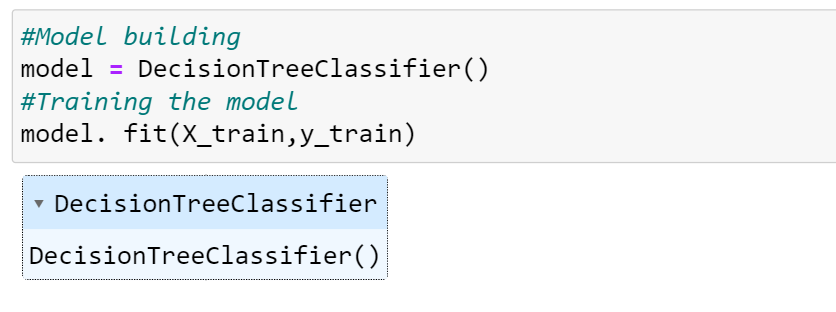 #Model building
model = DecisionTreeClassifier()
#Training the model
model. fit(X_train,y_train)
DecisionTreeClassifier
DecisionTreeClassifier()